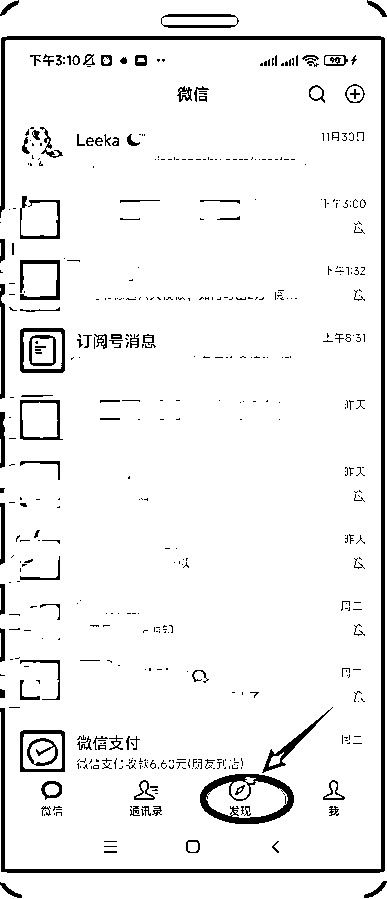 下午3:10
90
微信
Leeka
11月30日
下午3:00
下午1:32
订阅号消息
上午8:31
昨天
昨天
昨天
周二
周二
微信支付
周二
微信支付收款6.60元(朋友到店)
微信
通讯录
发现
我